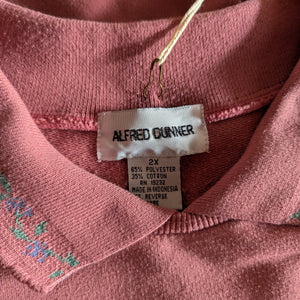 ALFRED DUNNER
2X
65% POLYESTER
35% COTTON
RN 15232
MADE IN INDONESIA
REVERSE